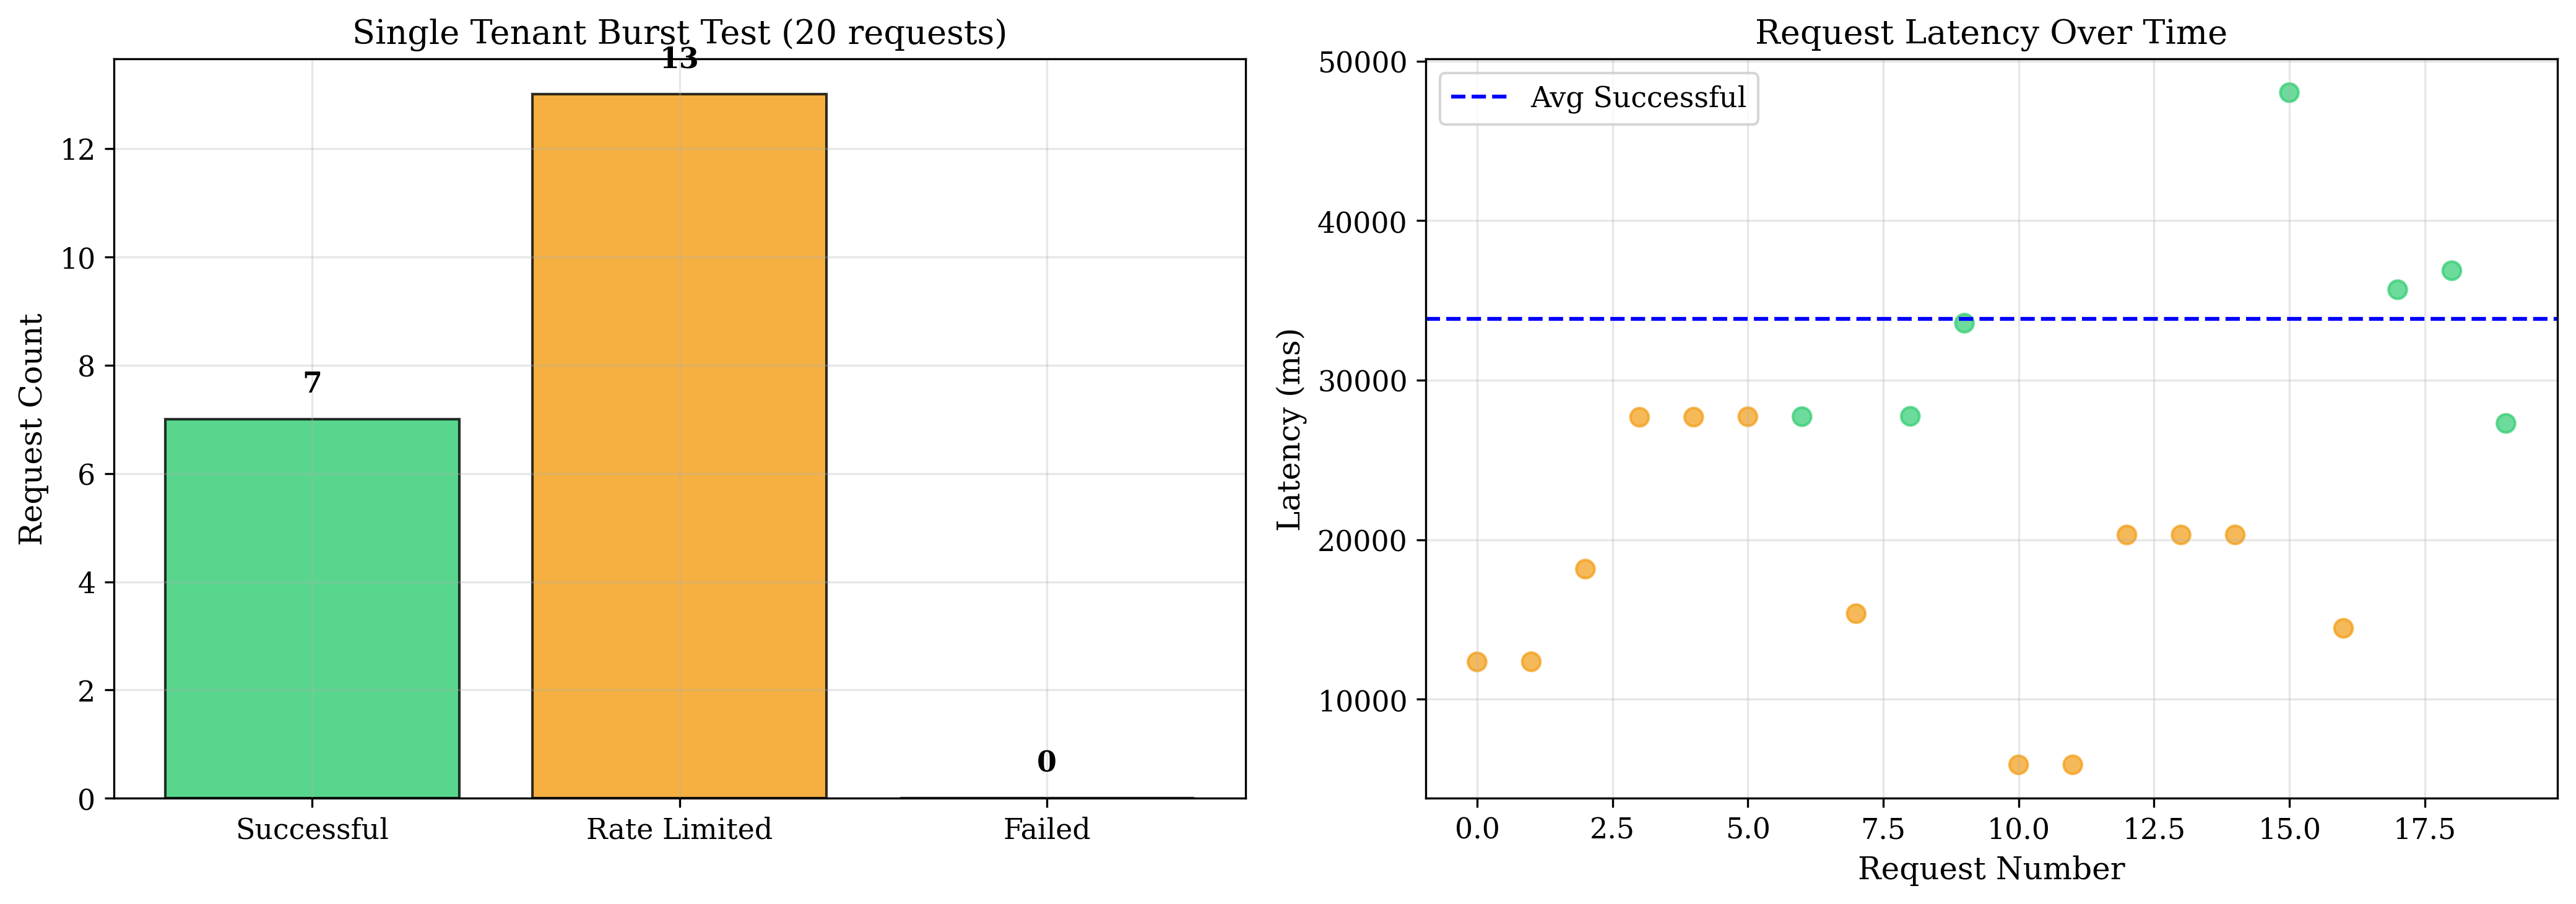 Single Tenant Burst Test (20 requests)
13
7
0
12
10
8
6
4
2
0
Request Count
Successful
Rate Limited
Failed
Request Latency Over Time
Avg Successful
50000
40000
30000
20000
10000
Latency (ms)
0.0
2.5
5.0
7.5
10.0
12.5
15.0
17.5
Request Number